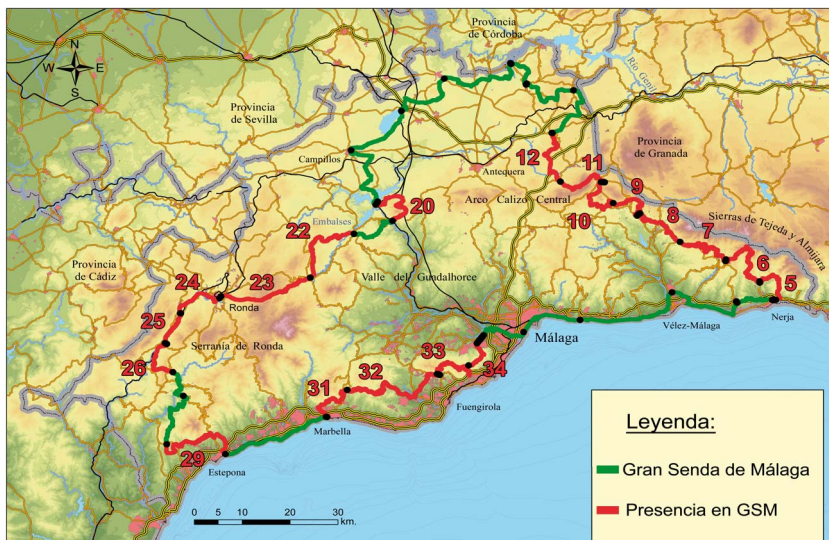 Provincia
de Córdoba
Río Genil
N
W E
S
Provincia
de Sevilla
Provincia
de Granada
Campillos
12
Antequera
11
Arco Calizo Central
9
10
20
8
Sierras de Tejeda y Almijara
7
Embalses
22
Provincia
de Cádiz
Valle del Guadalhorce
6
24
23
5
Ronda
Nerja
25
Vélez-Málaga
Málaga
Serranía de Ronda
33
26
32
34
31
Fuengirola
Marbella
29
Estepona
0 5 10 20 30
km.
Leyenda:
Gran Senda de Málaga
Presencia en GSM